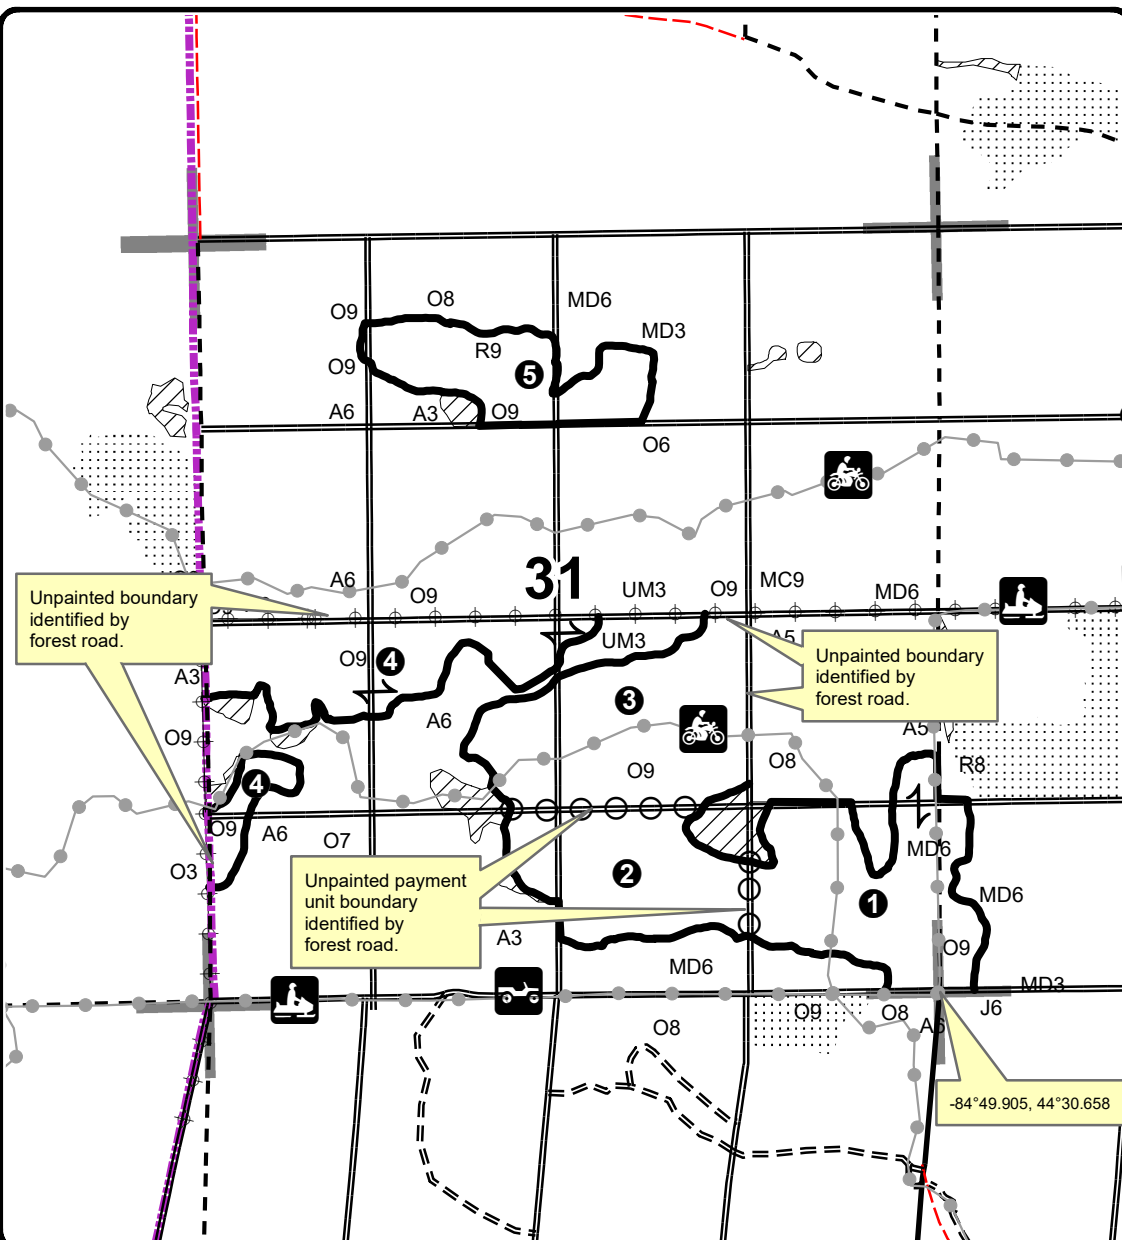 O8
MD6
O9
MD3
R9
O9
5
A6
A3
O9
O6
31
A6
O9
UM3
O9
MC9
MD6
Unpainted boundary
identified by
forest road.
UM3
A5
Unpainted boundary
identified by
forest road.
O9
4
A3
3
A6
A5
O9
O9
O8
R8
4
O9
A6
O7
MD6
O3
Unpainted payment
unit boundary
identified by
forest road.
2
1
MD6
A3
O9
MD6
MD3
O9
O8
J6
O8
A6
-84°49.905, 44°30.658